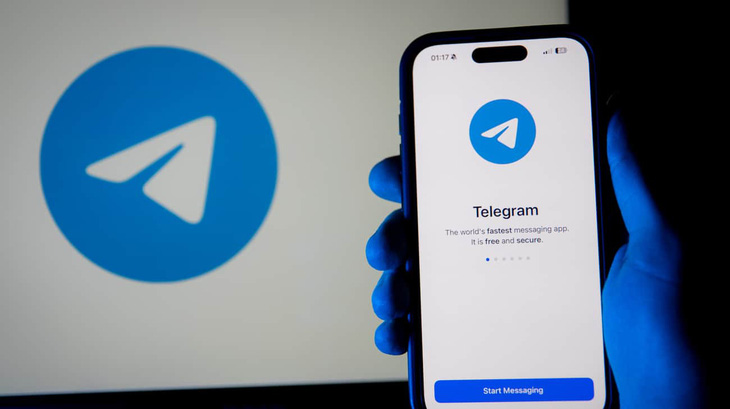 01:17
Telegram
The world's fastest messaging app.
It is free and secure.
Start Messaging